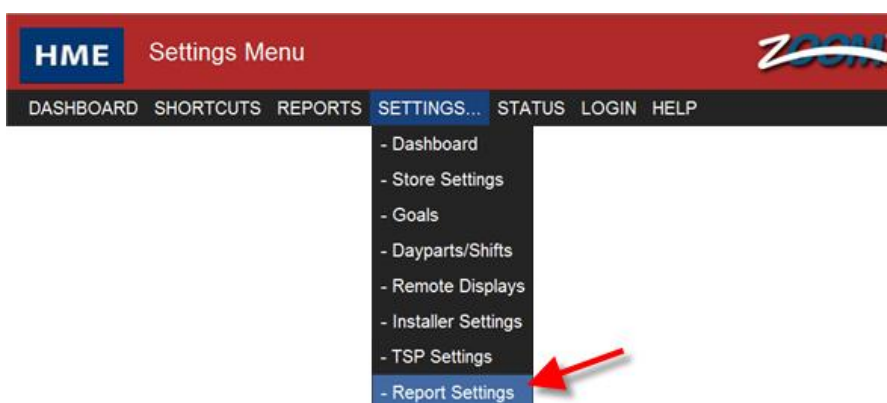 HME Settings Menu ZOOM
DASHBOARD SHORTCUTS REPORTS SETTINGS... STATUS LOGIN HELP
- Dashboard
- Store Settings
- Goals
- Dayparts/Shifts
- Remote Displays
- Installer Settings
- TSP Settings
- Report Settings